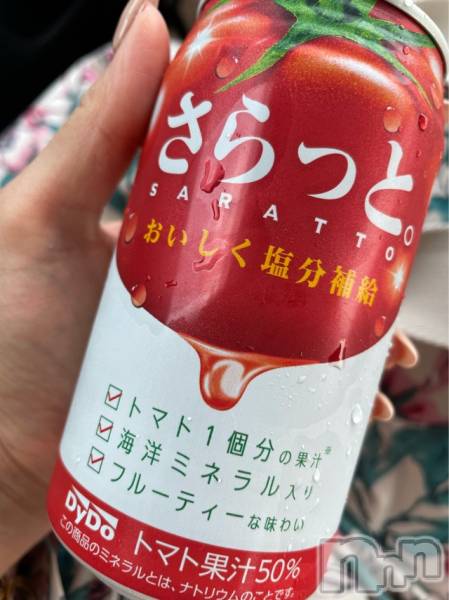 さらっと。
SARATTO
おいしく塩分補給
トマト1個分の果汁※
海洋ミネラル入り
フルーティーな味わい
DyDo
トマト果汁50%
この商品のミネラルとは、ナトリウムのことです。